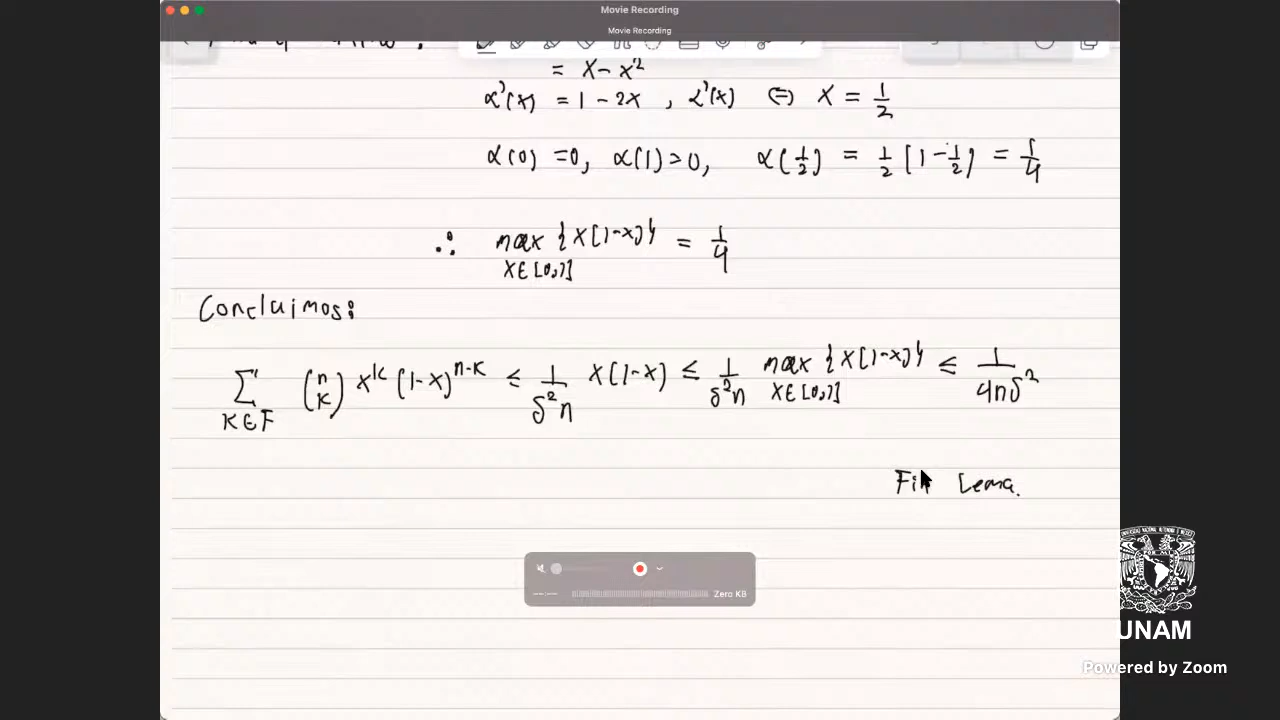 Movie Recording
Movie Recording
= x - x²
α'(x) = 1 - 2x , α'(x) ⇔ x = 1/2
α(0) = 0, α(1) = 0, α(1/2) = 1/2 (1 - 1/2) = 1/4
∴ max {x(1-x)} = 1/4
x∈[0,1]
Concluimos:
∑ (n k) x^k (1-x)^{n-k} ≤ 1/(δ²n) x(1-x) ≤ 1/(δ²n) max {x(1-x)} ≤ 1/(4nδ²)
k∈F x∈[0,1]
Fin Lema.
Zero KB
UNAM
Powered by Zoom